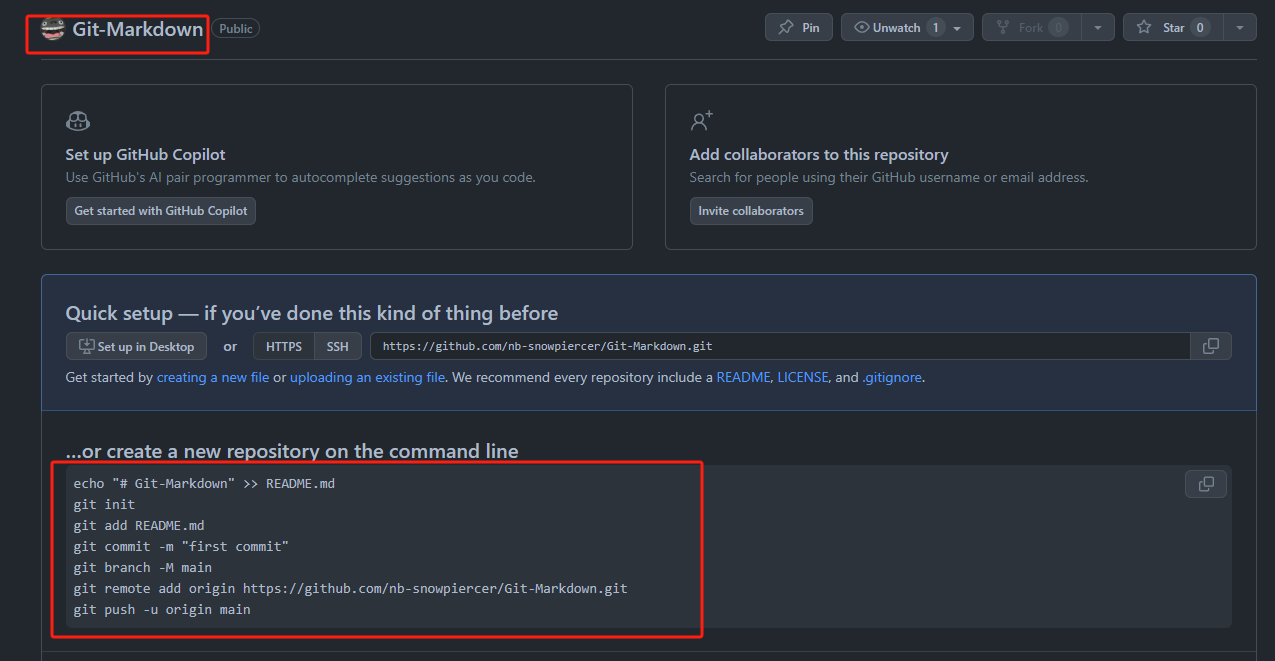 Git-Markdown Public Pin Unwatch 1 Fork 0 Star 0
Set up GitHub Copilot
Use GitHub's AI pair programmer to autocomplete suggestions as you code.
Get started with GitHub Copilot
Add collaborators to this repository
Search for people using their GitHub username or email address.
Invite collaborators
Quick setup — if you’ve done this kind of thing before
Set up in Desktop or HTTPS SSH https://github.com/nb-snowpiercer/Git-Markdown.git
Get started by creating a new file or uploading an existing file. We recommend every repository include a README, LICENSE, and .gitignore.
…or create a new repository on the command line
echo "# Git-Markdown" >> README.md
git init
git add README.md
git commit -m "first commit"
git branch -M main
git remote add origin https://github.com/nb-snowpiercer/Git-Markdown.git
git push -u origin main